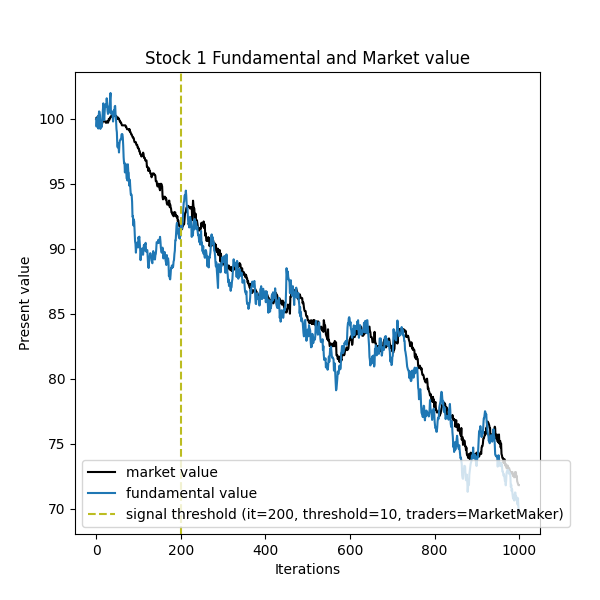 Stock 1 Fundamental and Market value
100
95
90
85
80
75
70
Present value
market value
fundamental value
signal threshold (it=200, threshold=10, traders=MarketMaker)
0 200 400 600 800 1000
Iterations